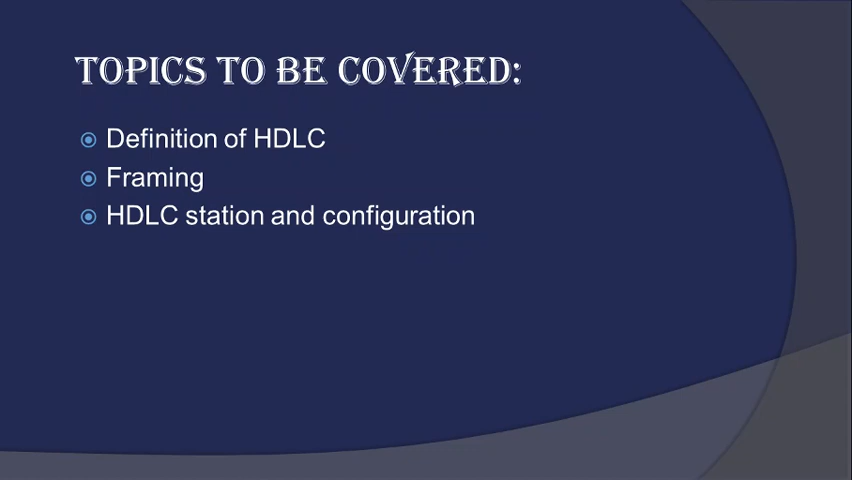 TOPICS TO BE COVERED:
Definition of HDLC
Framing
HDLC station and configuration